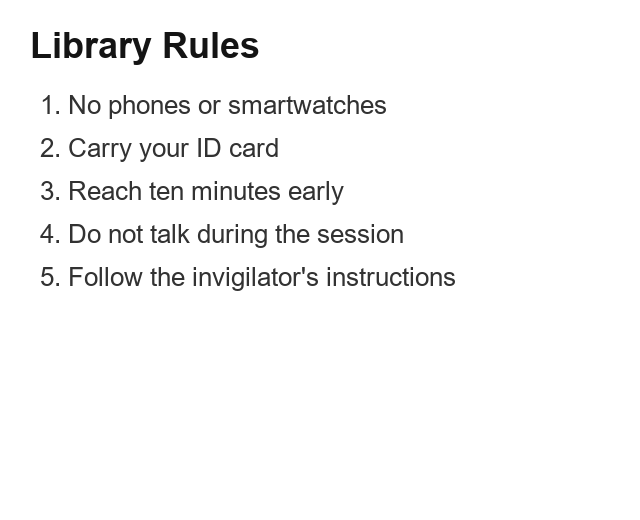 Library Rules
1. No phones or smartwatches
2. Carry your ID card
3. Reach ten minutes early
4. Do not talk during the session
5. Follow the invigilator's instructions